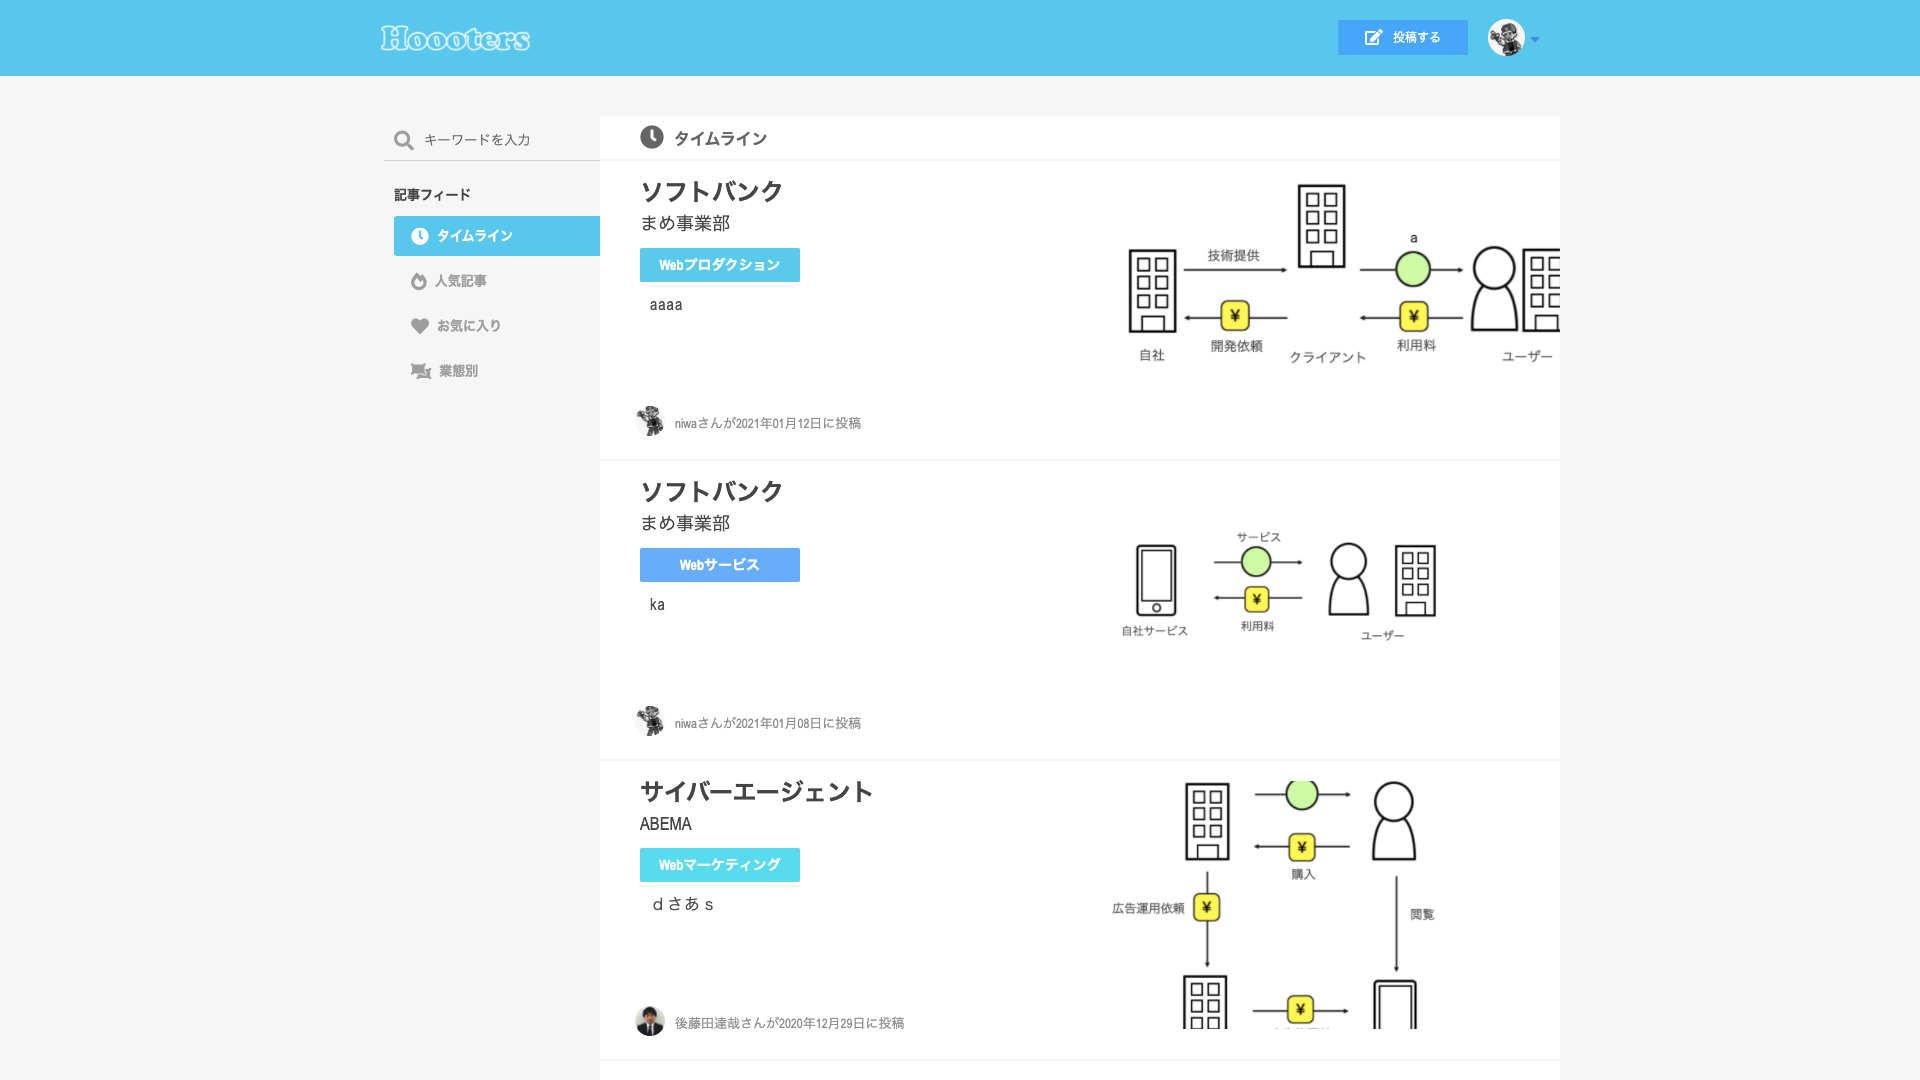 Hoooters
投稿する
キーワードを入力
記事フィード
タイムライン
人気記事
お気に入り
業態別
タイムライン
ソフトバンク
まめ事業部
Webプロダクション
aaaa
技術提供
a
¥
¥
自社
開発依頼
クライアント
利用料
ユーザー
niwaさんが2021年01月12日に投稿
ソフトバンク
まめ事業部
Webサービス
ka
サービス
¥
自社サービス
利用料
ユーザー
niwaさんが2021年01月08日に投稿
サイバーエージェント
ABEMA
Webマーケティング
ｄさあｓ
¥
購入
広告運用依頼
¥
閲覧
¥
後藤田達哉さんが2020年12月29日に投稿